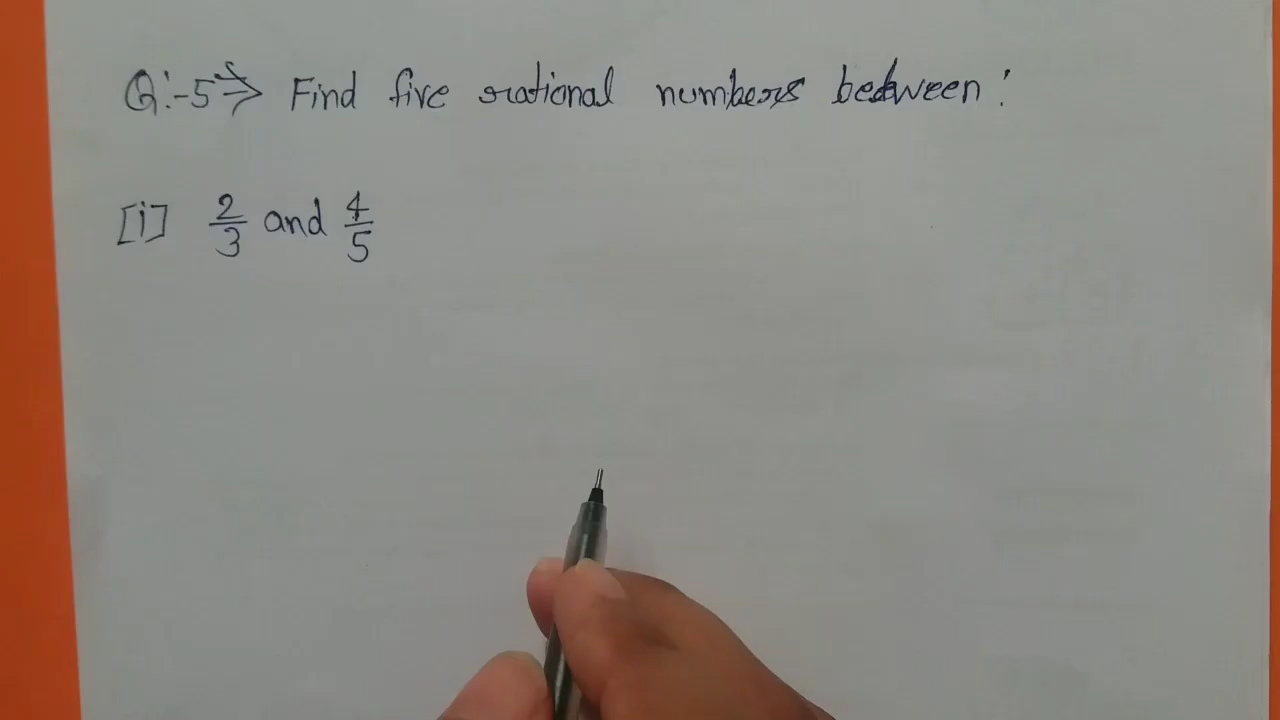 Q:-5⇒ Find five rational numbers between:
[i] 2/3 and 4/5